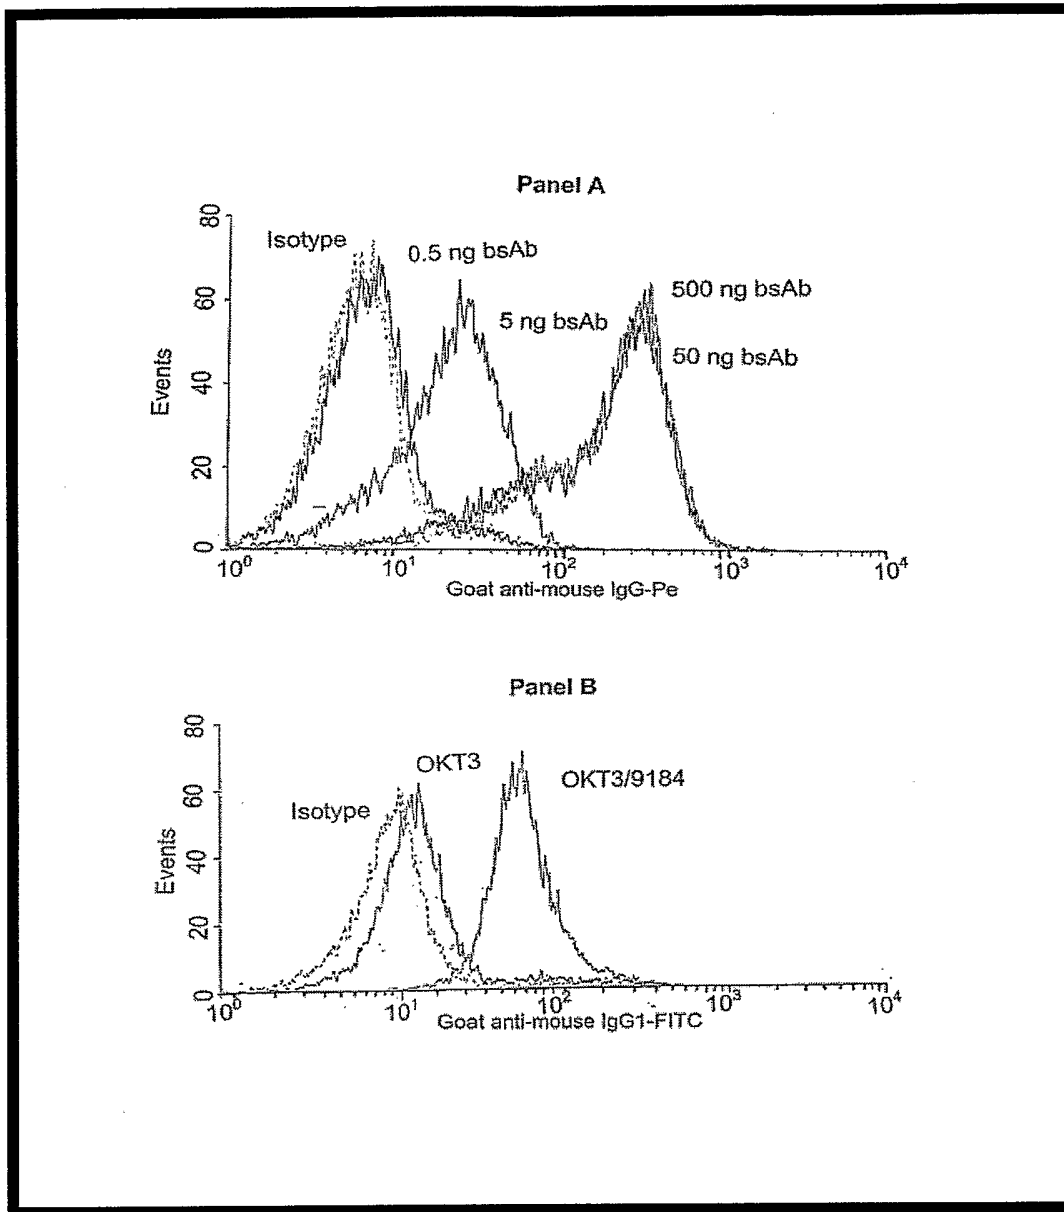 Panel A
80
60
40
20
0
Events
Isotype
0.5 ng bsAb
5 ng bsAb
500 ng bsAb
50 ng bsAb
10^0 10^1 10^2 10^3 10^4
Goat anti-mouse IgG-Pe
Panel B
80
60
40
20
0
Events
Isotype
OKT3
OKT3/9184
10^0 10^1 10^2 10^3 10^4
Goat anti-mouse IgG1-FITC